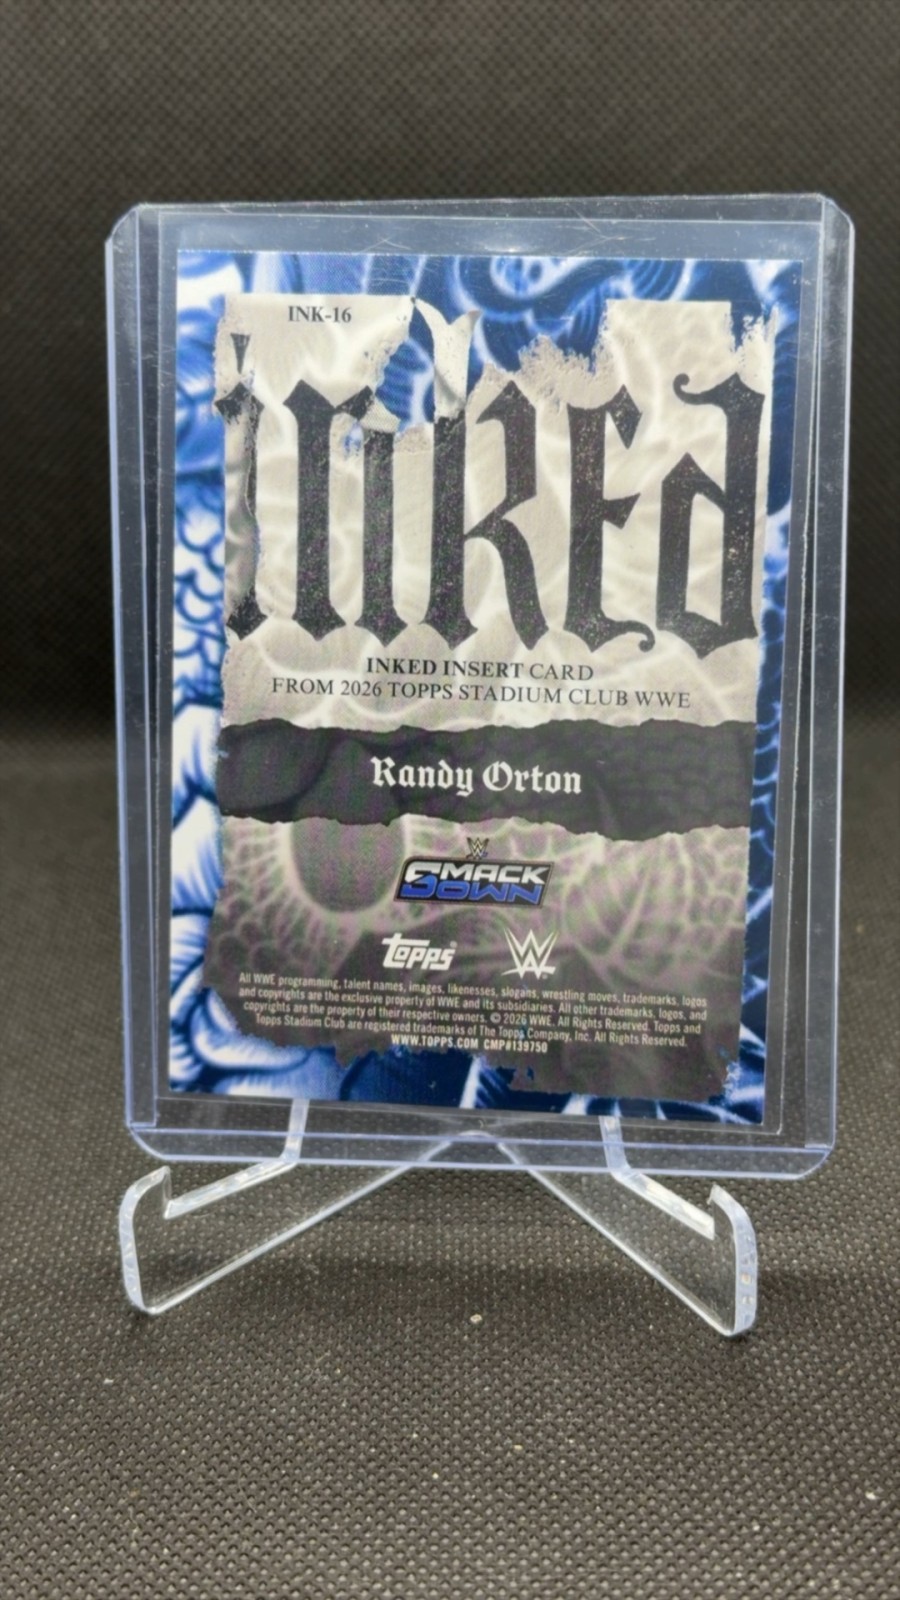 INK-16
inkEd
INKED INSERT CARD
FROM 2026 TOPPS STADIUM CLUB WWE
Randy Orton
W
SMACK
DOWN
topps® W
All WWE programming, talent names, images, likenesses, slogans, wrestling moves, trademarks, logos
and copyrights are the exclusive property of WWE and its subsidiaries. All other trademarks, logos, and
copyrights are the property of their respective owners. © 2026 WWE. All Rights Reserved. Topps and
Topps Stadium Club are registered trademarks of The Topps Company, Inc. All Rights Reserved.
WWW.TOPPS.COM CMP#139750